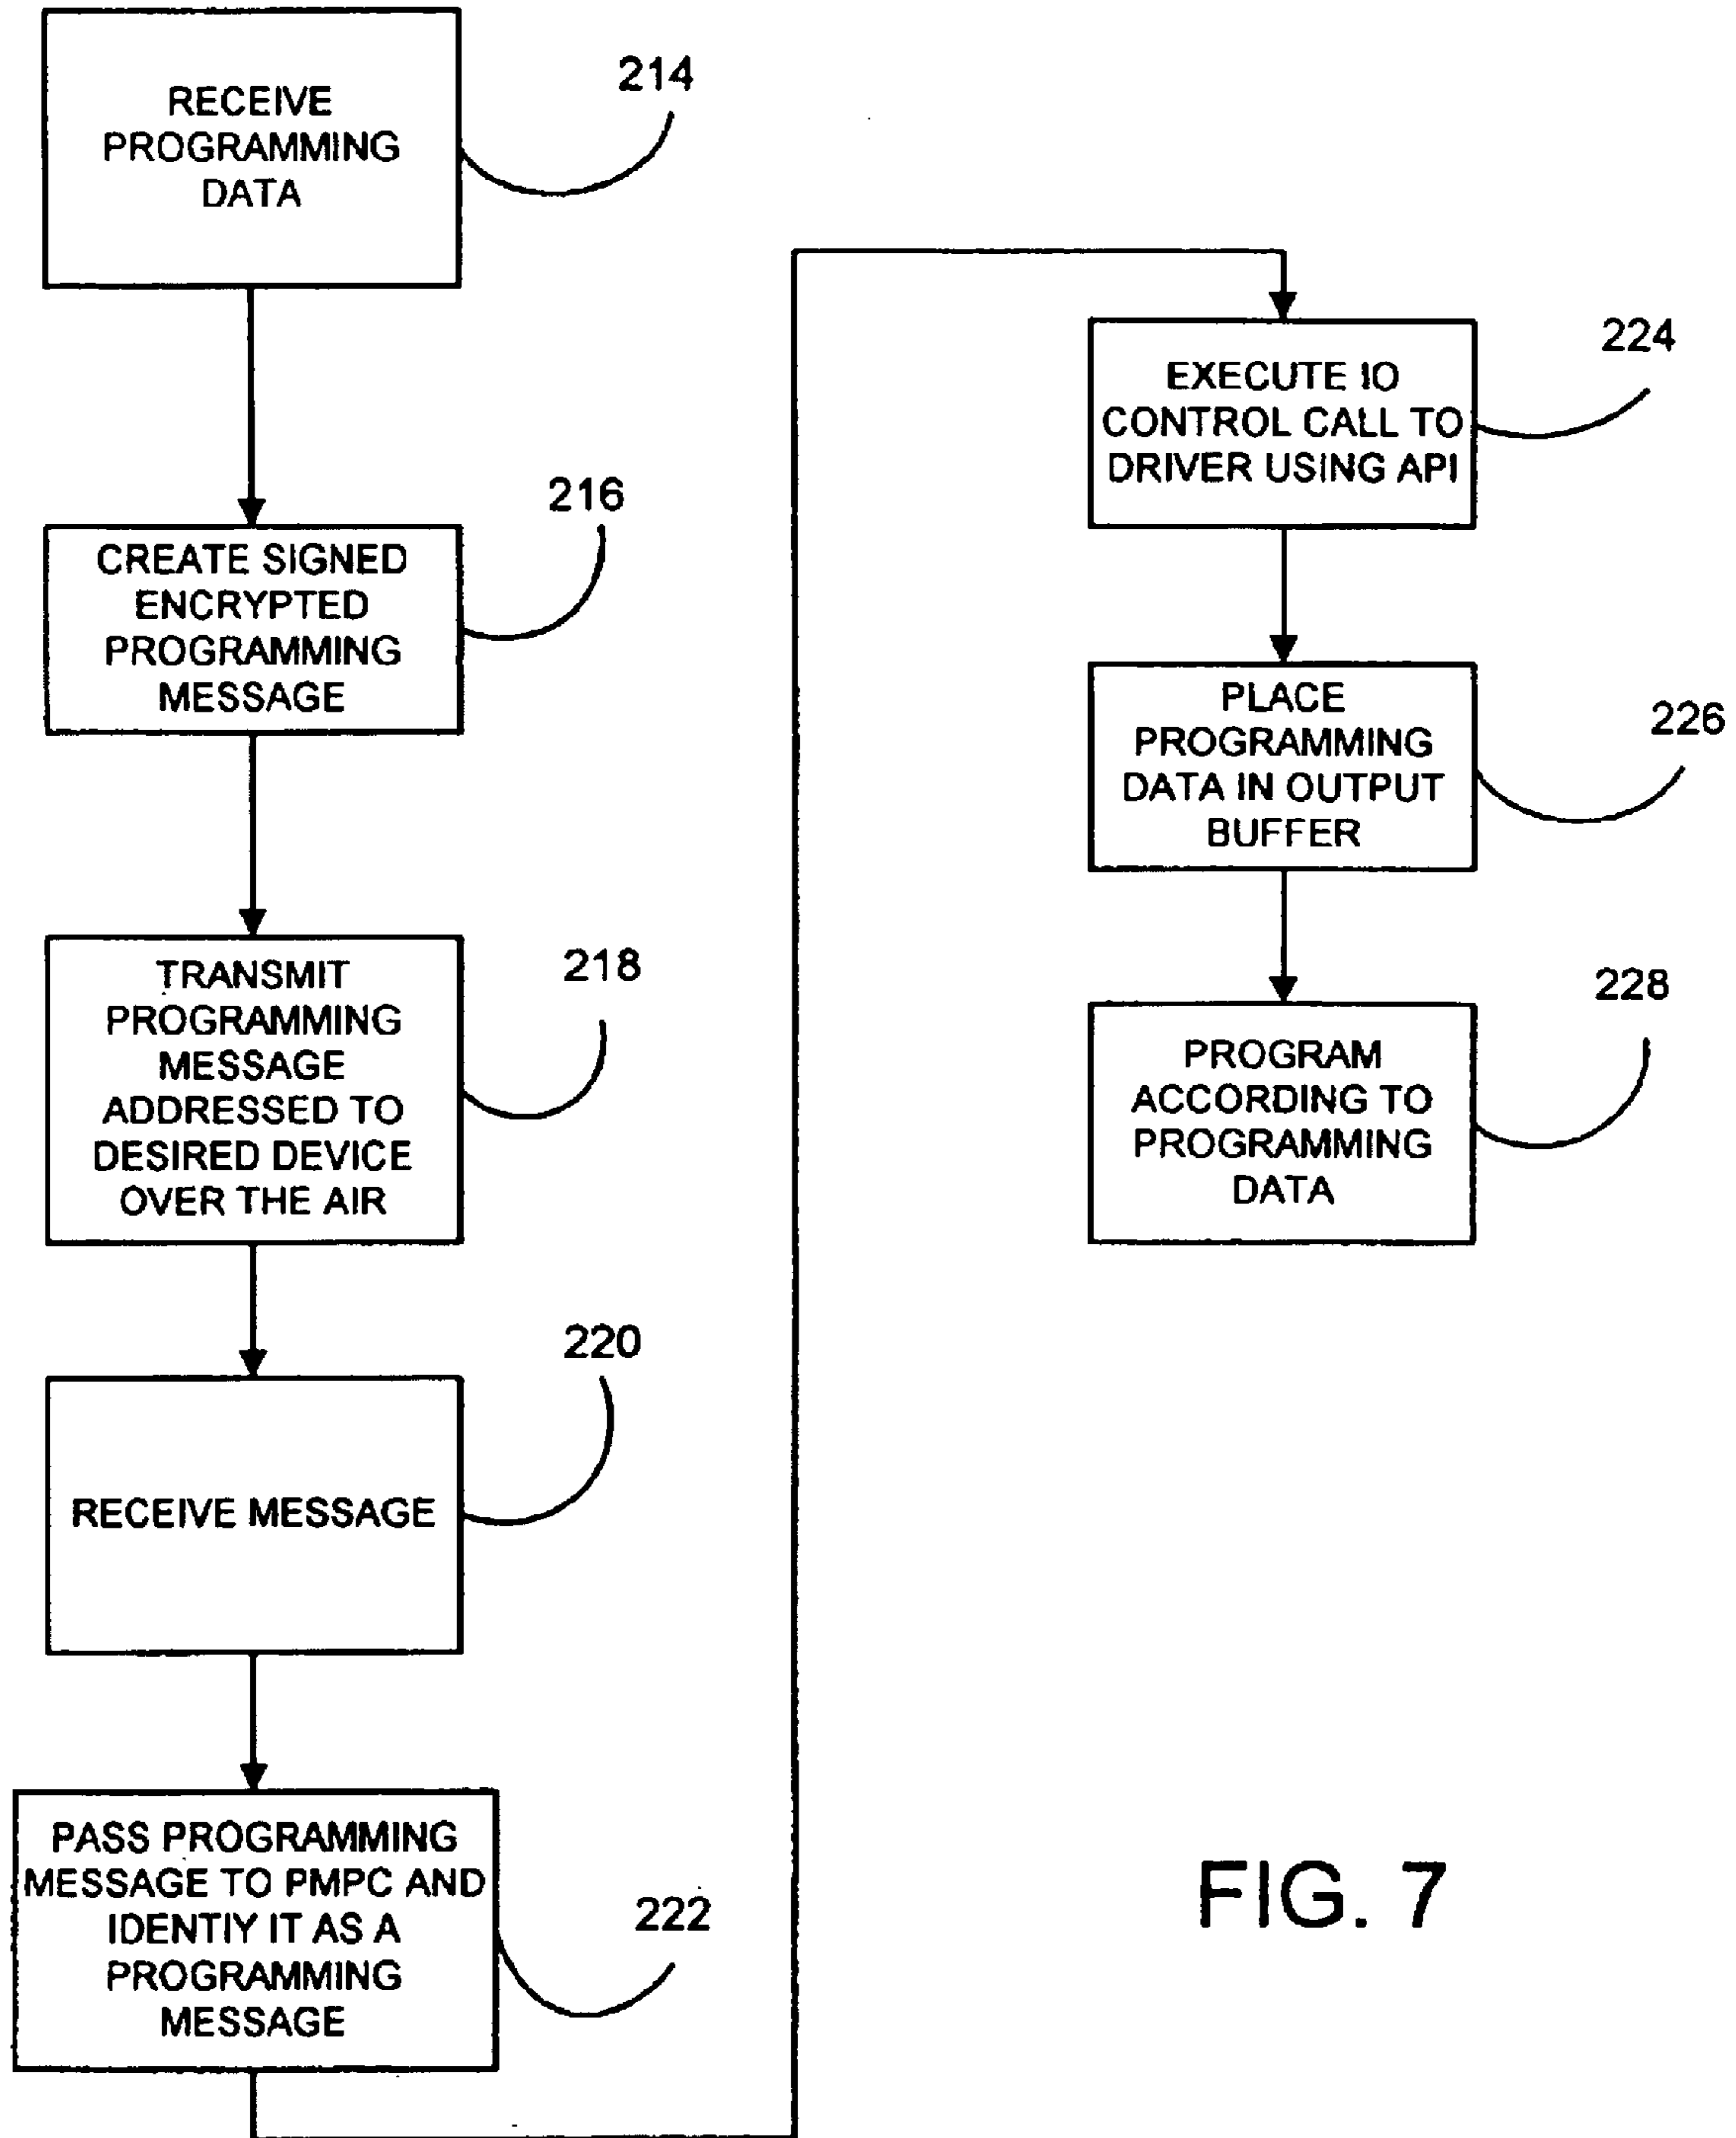 RECEIVE
PROGRAMMING
DATA
214
CREATE SIGNED
ENCRYPTED
PROGRAMMING
MESSAGE
216
TRANSMIT
PROGRAMMING
MESSAGE
ADDRESSED TO
DESIRED DEVICE
OVER THE AIR
218
RECEIVE MESSAGE
220
PASS PROGRAMMING
MESSAGE TO PMPC AND
IDENTIY IT AS A
PROGRAMMING
MESSAGE
222
EXECUTE IO
CONTROL CALL TO
DRIVER USING API
224
PLACE
PROGRAMMING
DATA IN OUTPUT
BUFFER
226
PROGRAM
ACCORDING TO
PROGRAMMING
DATA
228
FIG. 7